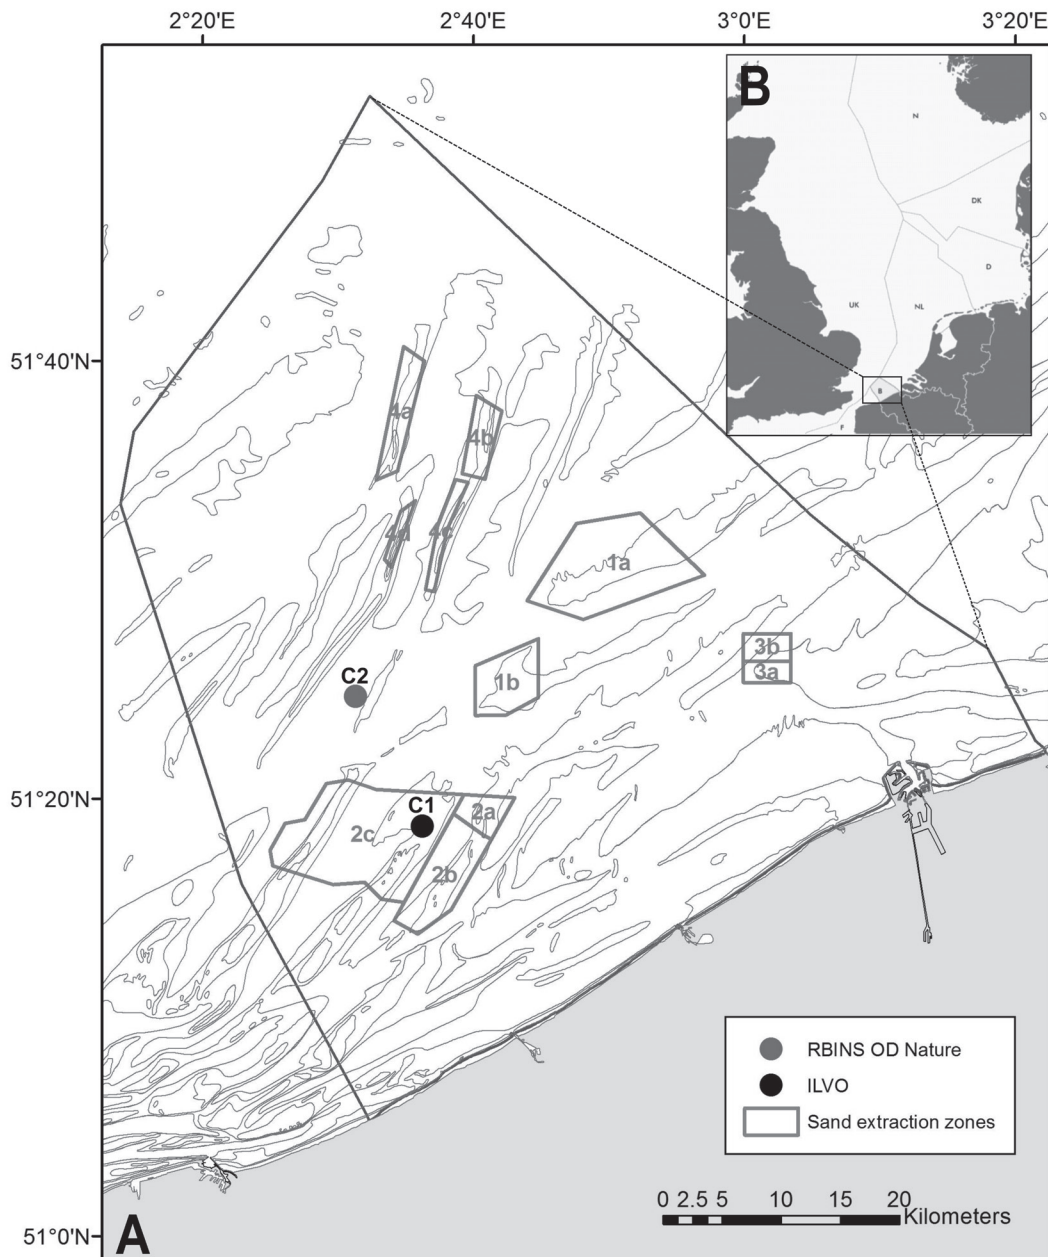 2°20'E
2°40'E
3°0'E
3°20'E
B
N
DK
D
UK
NL
B
F
51°40'N
4a
4b
4d
4c
1a
3b
3a
1b
C2
51°20'N
C1
2a
2c
2b
RBINS OD Nature
ILVO
Sand extraction zones
0 2.5 5 10 15 20
Kilometers
51°0'N
A